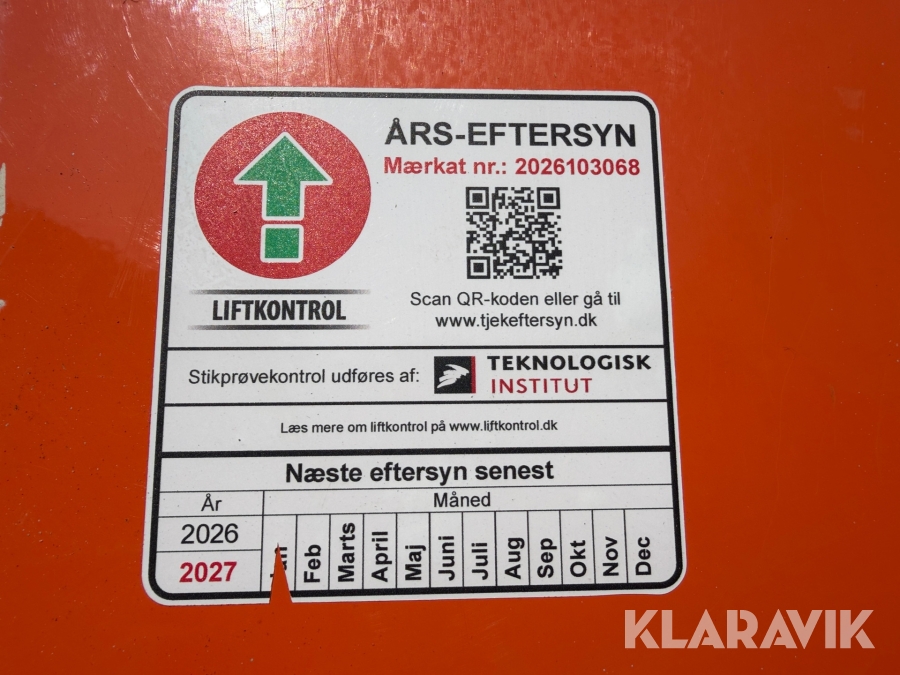 ÅRS-EFTERSYN
Mærkat nr.: 2026103068
LIFTKONTROL
Scan QR-koden eller gå til
www.tjekeftersyn.dk
Stikprøvekontrol udføres af:
TEKNOLOGISK
INSTITUT
Læs mere om liftkontrol på www.liftkontrol.dk
Næste eftersyn senest
År Måned
2026
2027
Jan Feb Marts April Maj Juni Juli Aug Sep Okt Nov Dec
KLARAVIK